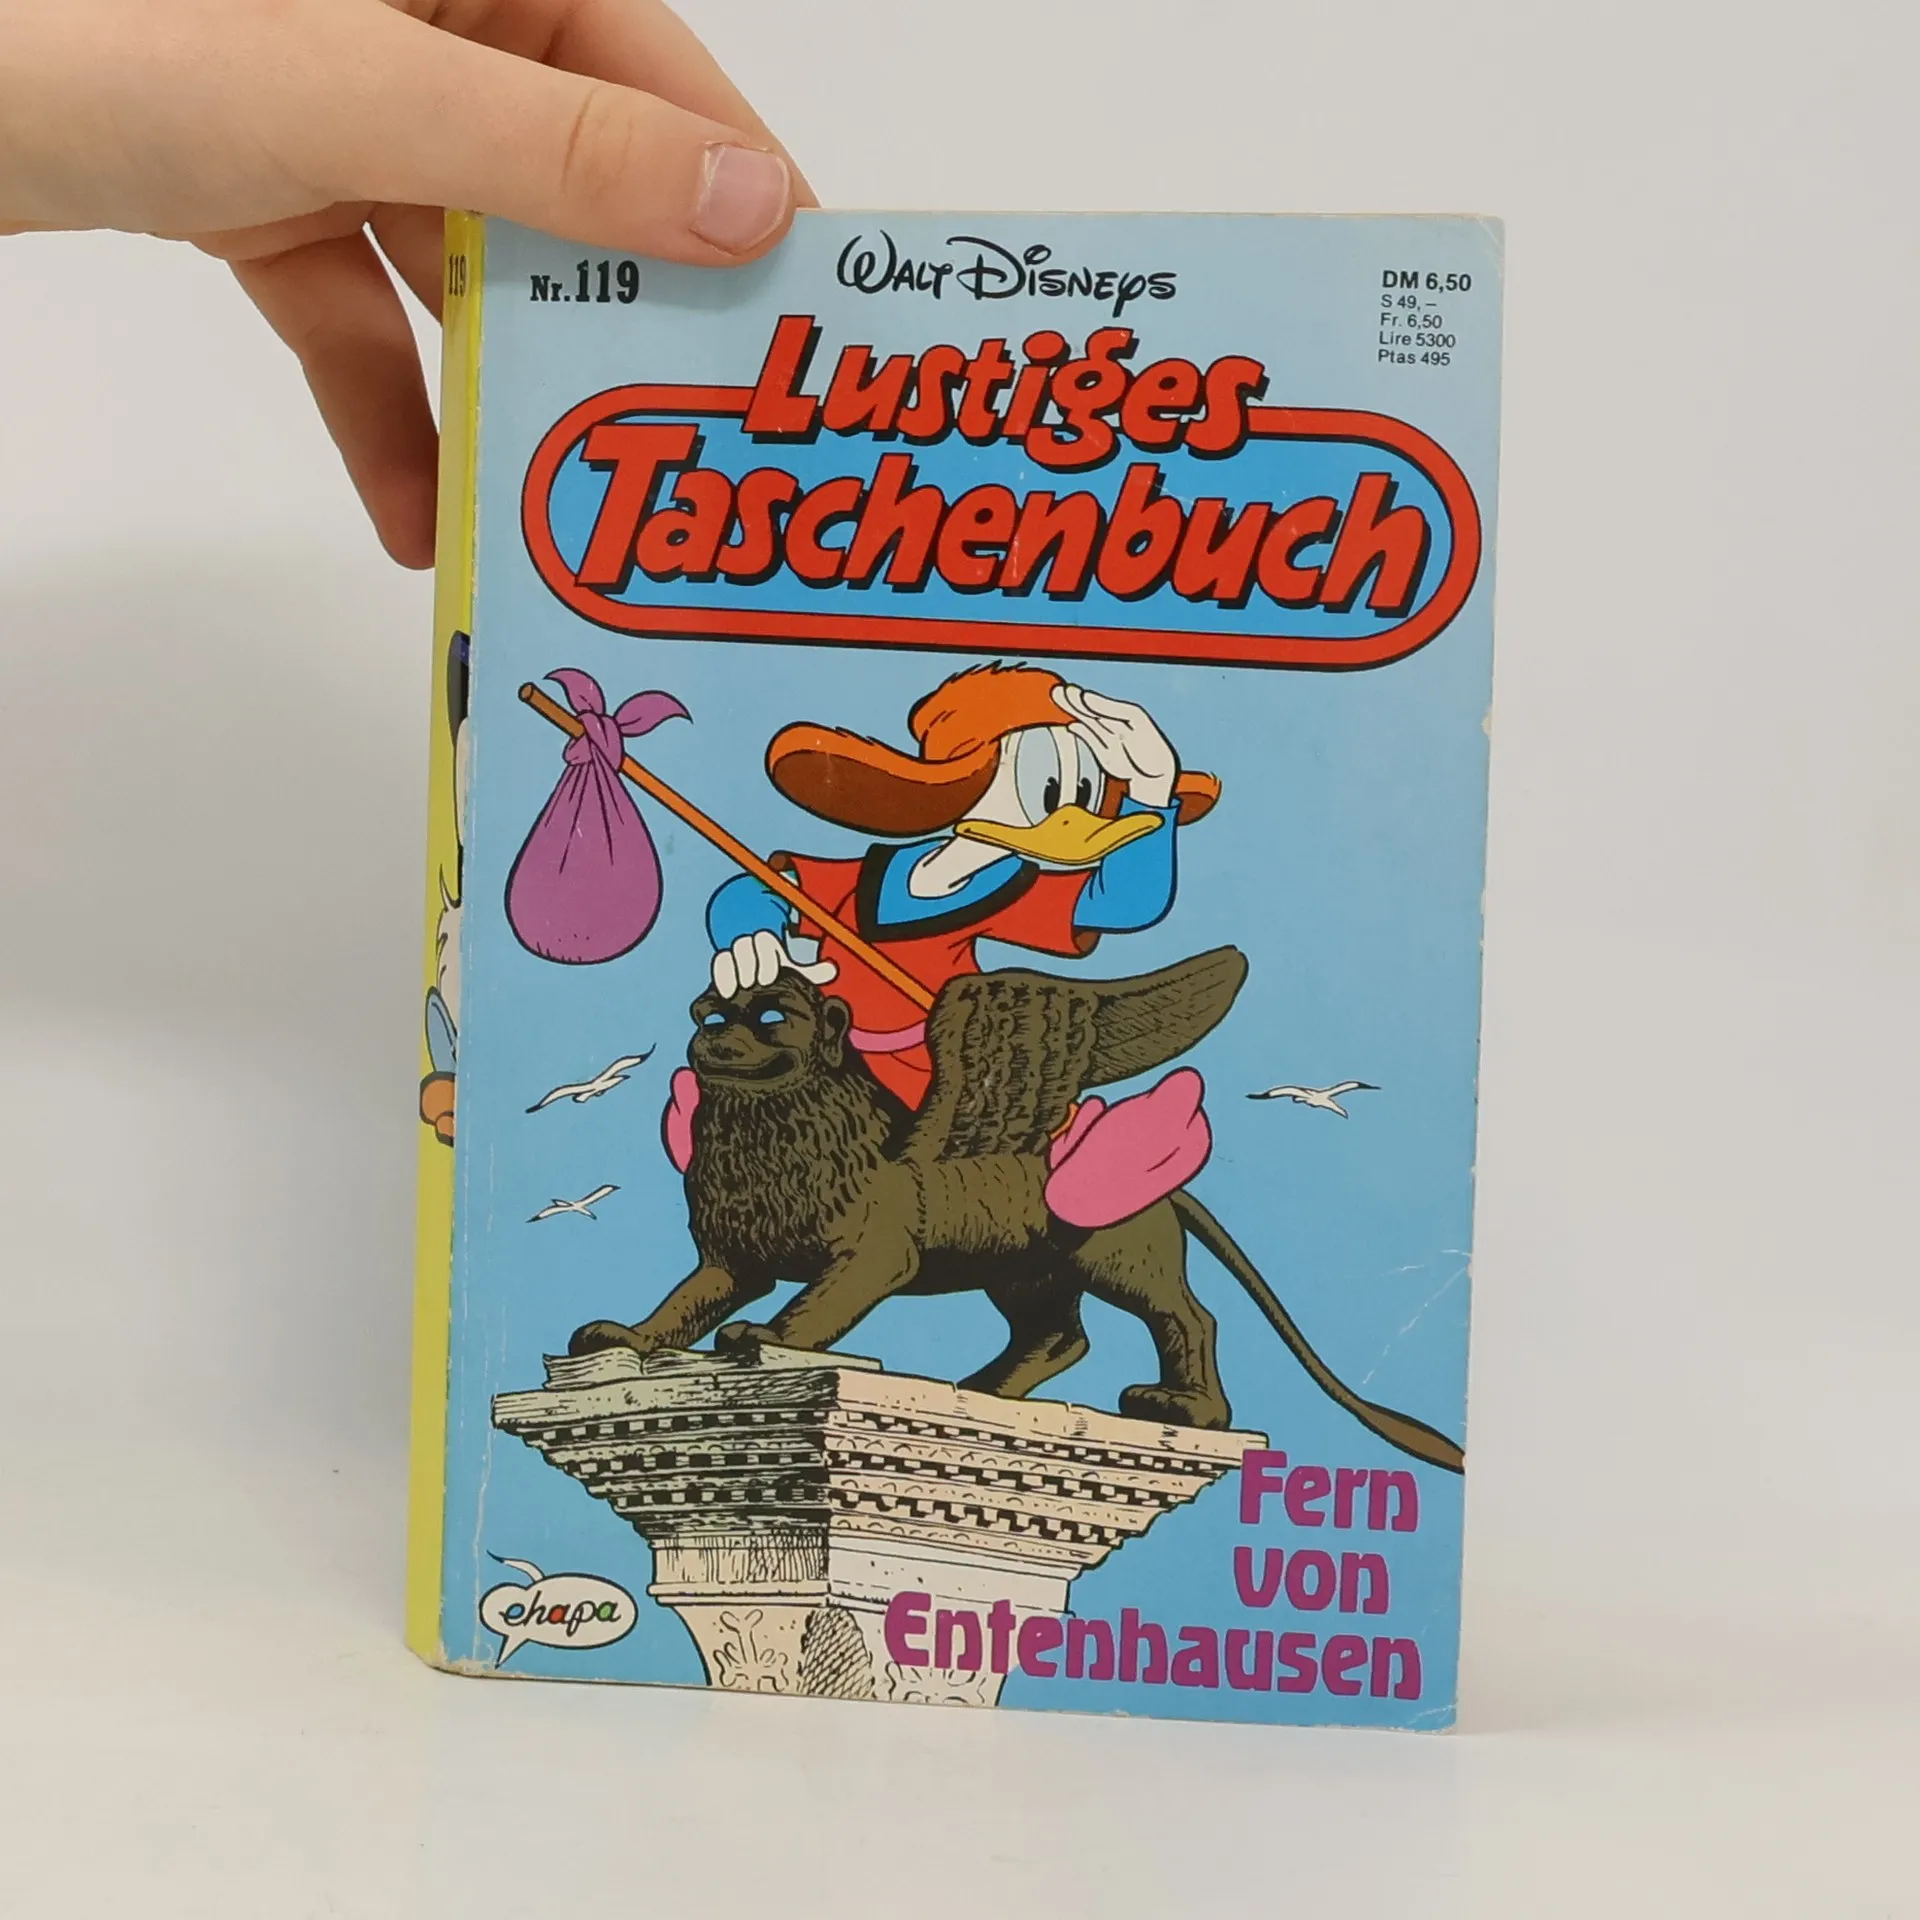 119
Nr. 119
WALT DISNEYS
DM 6,50
S 49,–
Fr. 6,50
Lire 5300
Ptas 495
Lustiges
Taschenbuch
Fern
von
Entenhausen
ehapa